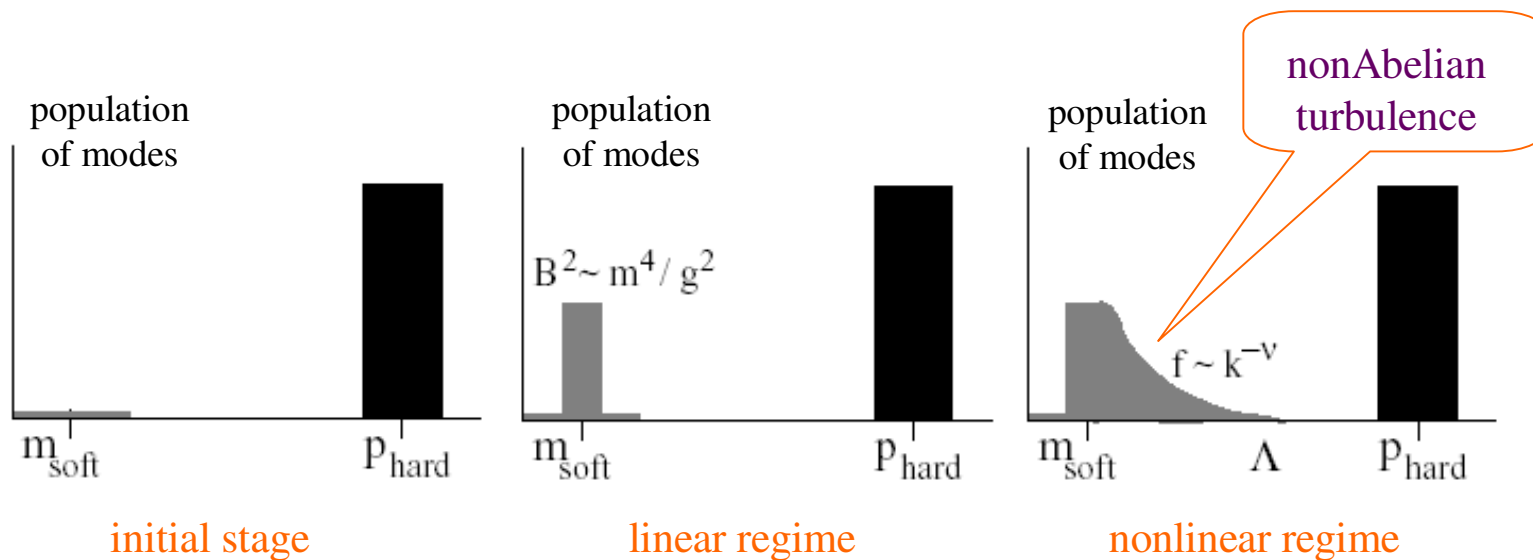 population
of modes
m_soft
p_hard
initial stage
population
of modes
B² ~ m⁴ / g²
m_soft
p_hard
linear regime
nonAbelian
turbulence
population
of modes
f ~ k^−ν
m_soft
Λ
p_hard
nonlinear regime